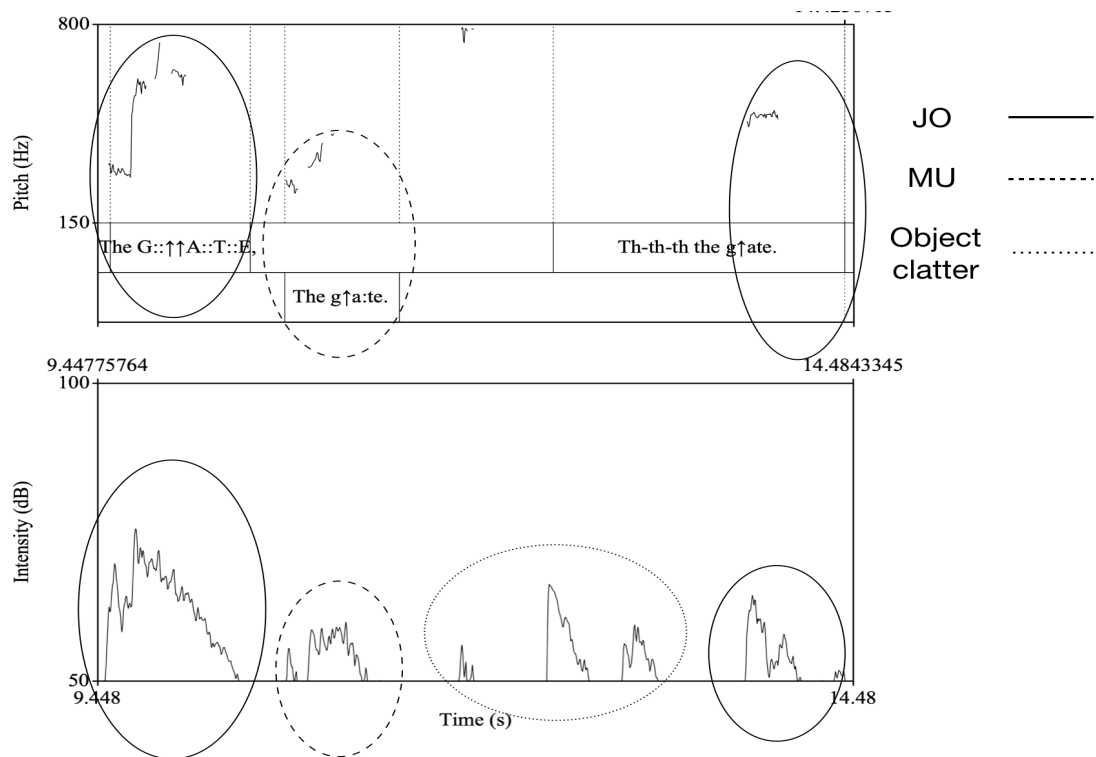 800
Pitch (Hz)
150
The G::↑↑A::T::E,
Th-th-th the g↑ate.
The g↑a:te.
9.44775764
14.4843345
JO
MU
Object
clatter
100
Intensity (dB)
50
9.448
14.48
Time (s)